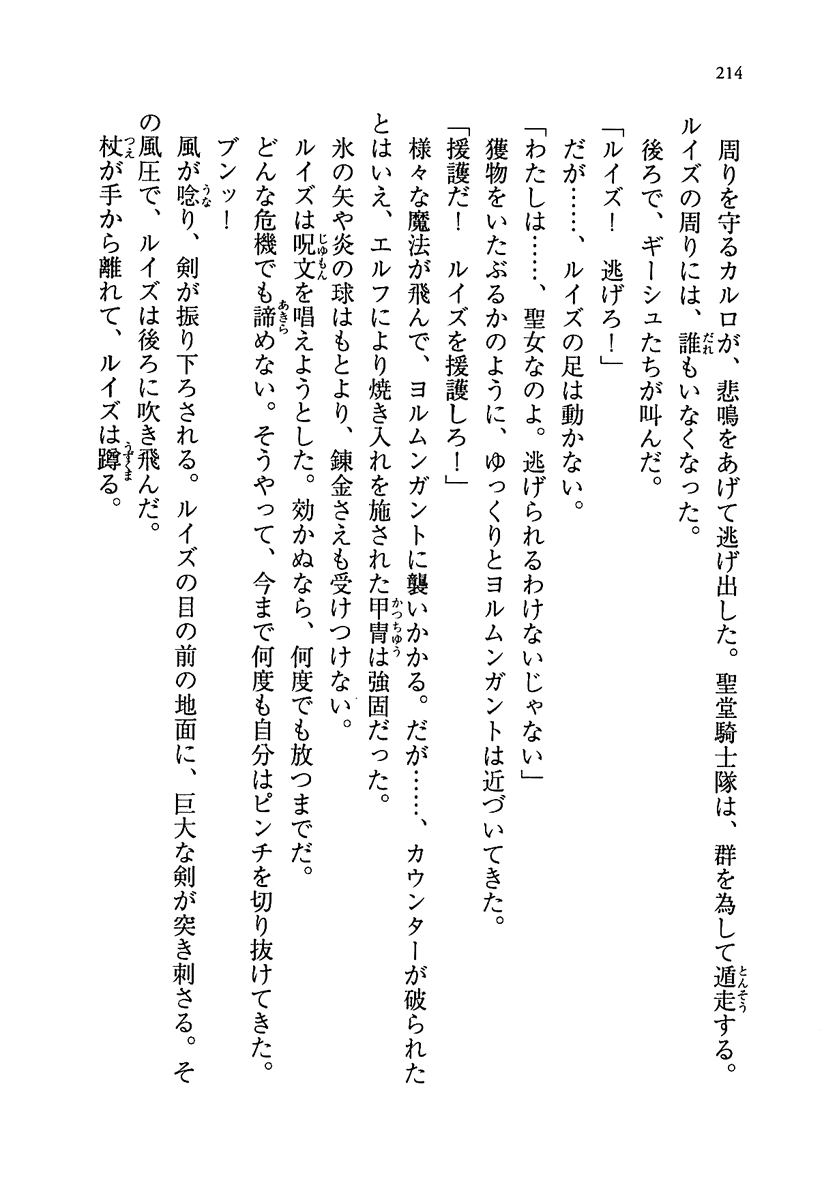 214
周りを守るカルロが、悲鳴をあげて逃げ出した。聖堂騎士隊は、群を為して遁走する。
ルイズの周りには、誰もいなくなった。
後ろで、ギーシュたちが叫んだ。
「ルイズ！　逃げろ！」
だが……、ルイズの足は動かない。
「わたしは……、聖女なのよ。逃げられるわけないじゃない」
獲物をいたぶるかのように、ゆっくりとヨルムンガントは近づいてきた。
「援護だ！　ルイズを援護しろ！」
様々な魔法が飛んで、ヨルムンガントに襲いかかる。だが……、カウンターが破られた
とはいえ、エルフにより焼き入れを施された甲冑は強固だった。
氷の矢や炎の球はもとより、錬金さえも受けつけない。
ルイズは呪文を唱えようとした。効かぬなら、何度でも放つまでだ。
どんな危機でも諦めない。そうやって、今まで何度も自分はピンチを切り抜けてきた。
ブンッ！
風が唸り、剣が振り下ろされる。ルイズの目の前の地面に、巨大な剣が突き刺さる。そ
の風圧で、ルイズは後ろに吹き飛んだ。
杖が手から離れて、ルイズは蹲る。